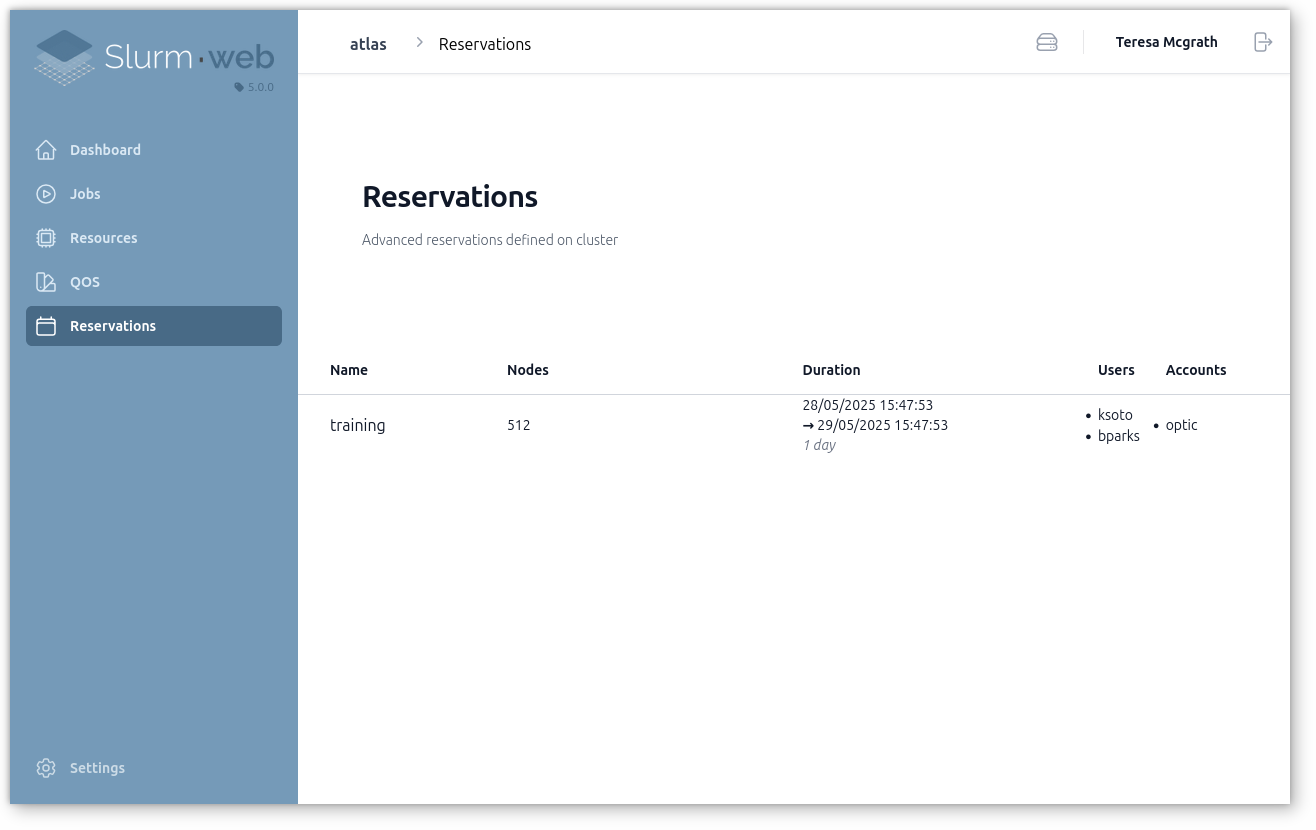 Slurm·web
5.0.0
Dashboard
Jobs
Resources
QOS
Reservations
Settings
atlas > Reservations
Teresa Mcgrath
Reservations
Advanced reservations defined on cluster
Name Nodes Duration Users Accounts
training
512
28/05/2025 15:47:53
→ 29/05/2025 15:47:53
1 day
• ksoto
• bparks
• optic